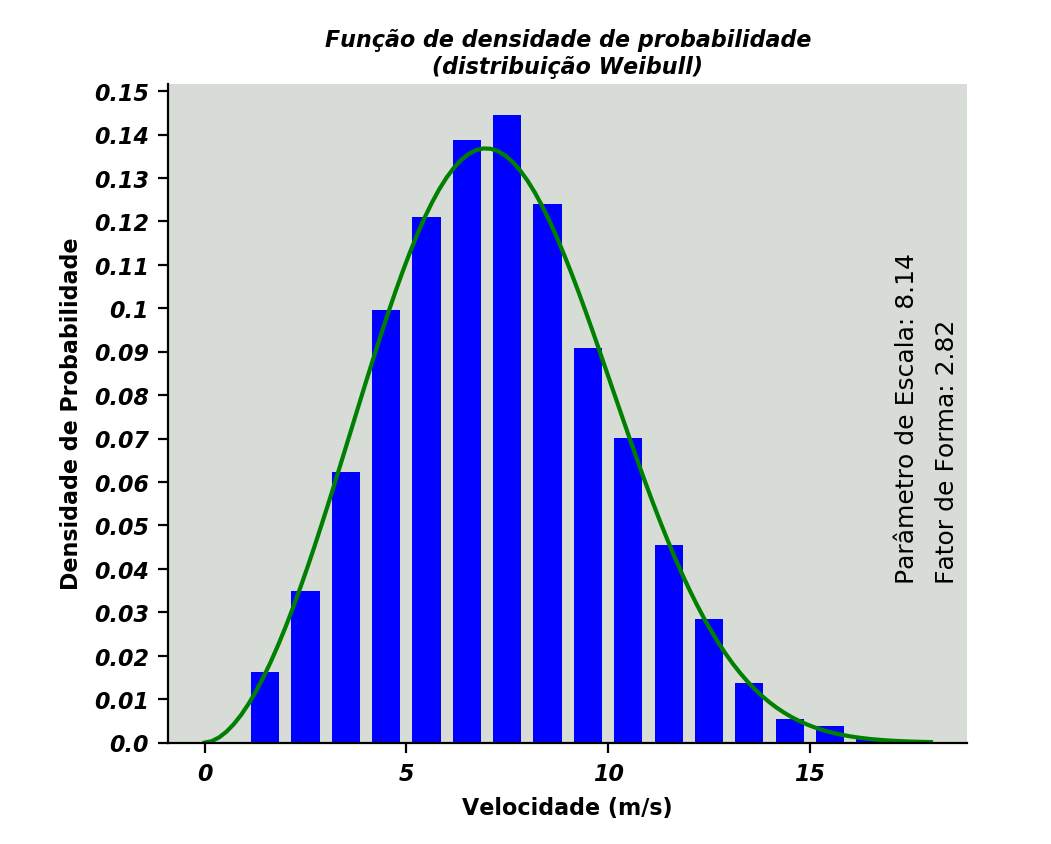 Função de densidade de probabilidade
(distribuição Weibull)
Densidade de Probabilidade
0.15
0.14
0.13
0.12
0.11
0.1
0.09
0.08
0.07
0.06
0.05
0.04
0.03
0.02
0.01
0.0
Parâmetro de Escala: 8.14
Fator de Forma: 2.82
0 5 10 15
Velocidade (m/s)